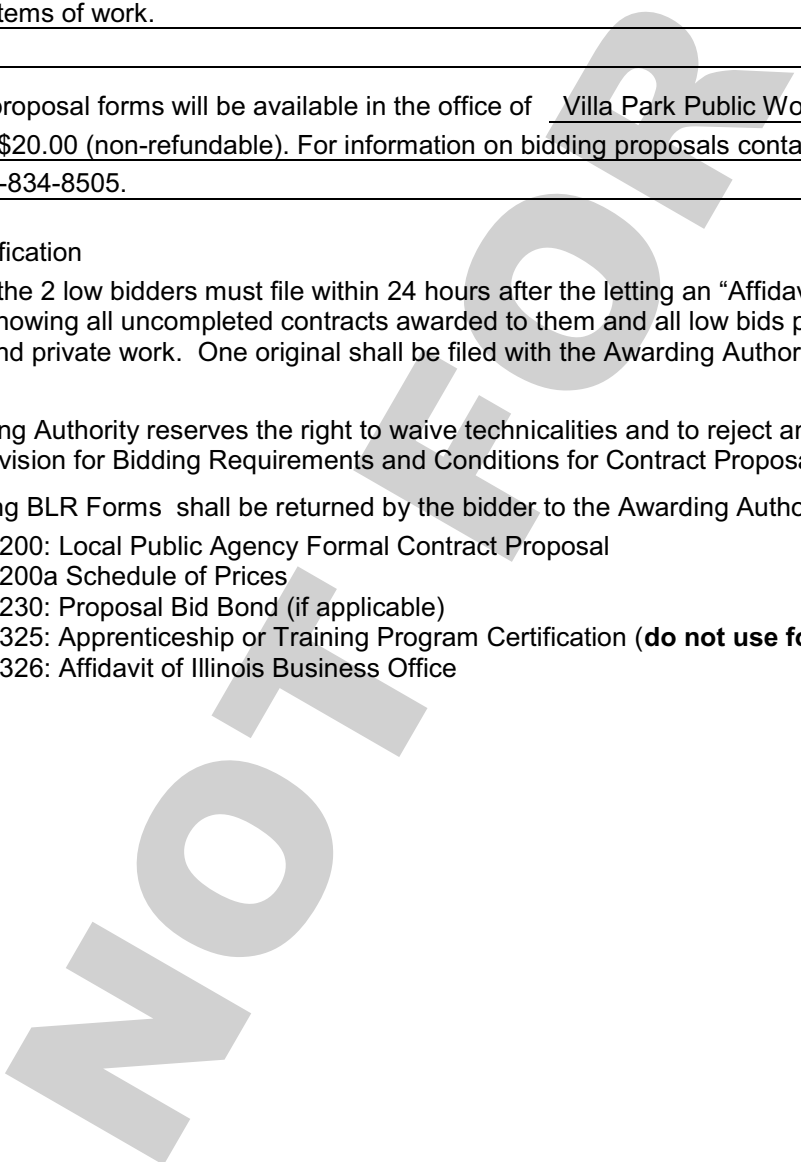 tems of work.
proposal forms will be available in the office of Villa Park Public Wo
$20.00 (non-refundable). For information on bidding proposals conta
-834-8505.
fication
the 2 low bidders must file within 24 hours after the letting an “Affidav
howing all uncompleted contracts awarded to them and all low bids p
nd private work. One original shall be filed with the Awarding Author
ng Authority reserves the right to waive technicalities and to reject an
vision for Bidding Requirements and Conditions for Contract Proposa
ng BLR Forms shall be returned by the bidder to the Awarding Autho
200: Local Public Agency Formal Contract Proposal
200a Schedule of Prices
230: Proposal Bid Bond (if applicable)
325: Apprenticeship or Training Program Certification (do not use fo
326: Affidavit of Illinois Business Office
NOT FOR